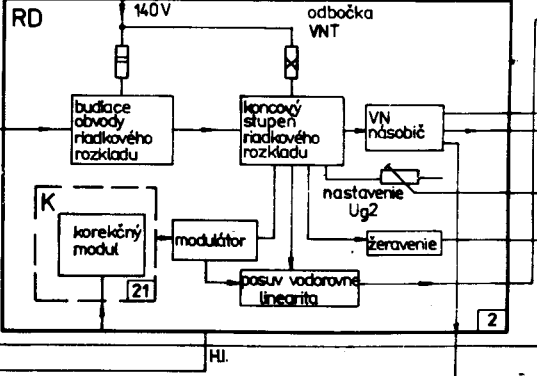 RD
140V
odbočka
VNT
budiace
obvody
riadkového
rozkladu
koncový
stupeň
riadkového
rozkladu
VN
násobič
nastavenie
Ug2
K
korekčný
modul
21
modulátor
žeravenie
posuv vodorovne
linearita
2
H.I.